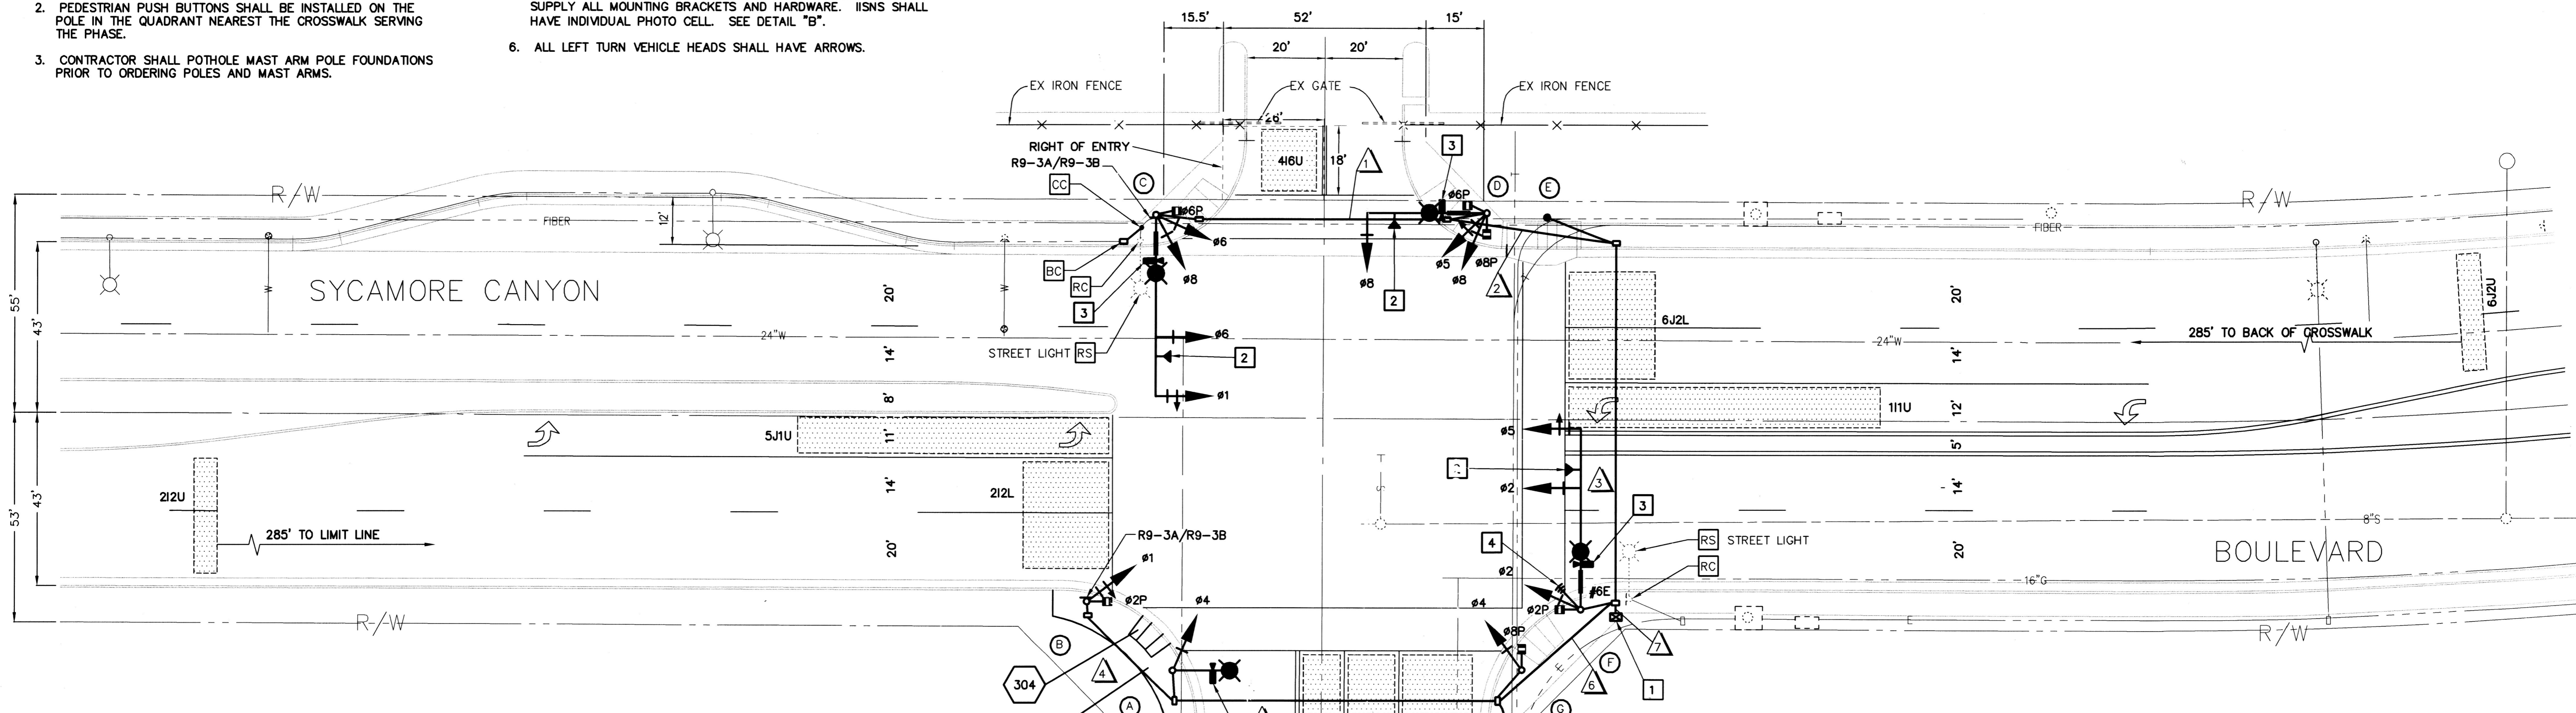 2. PEDESTRIAN PUSH BUTTONS SHALL BE INSTALLED ON THE
POLE IN THE QUADRANT NEAREST THE CROSSWALK SERVING
THE PHASE.
3. CONTRACTOR SHALL POTHOLE MAST ARM POLE FOUNDATIONS
PRIOR TO ORDERING POLES AND MAST ARMS.
SUPPLY ALL MOUNTING BRACKETS AND HARDWARE. IISNS SHALL
HAVE INDIVIDUAL PHOTO CELL. SEE DETAIL "B".
6. ALL LEFT TURN VEHICLE HEADS SHALL HAVE ARROWS.
15.5' 52' 15'
20' 20'
EX IRON FENCE
EX GATE
EX IRON FENCE
26'
RIGHT OF ENTRY
R9-3A/R9-3B
4I6U
18'
1
3
CC
C
D
E
R/W
R/W
ø6P
ø6P
FIBER
12'
FIBER
ø6
ø8
BC
RC
3
ø8
2
ø5
ø8P
ø8
2
SYCAMORE CANYON
20'
20'
6J2U
55'
43'
6J2L
24"W
ø6
2
STREET LIGHT RS
14'
24"W
14'
285' TO BACK OF CROSSWALK
8'
ø1
12'
1I1U
5J1U
11'
ø5
5'
2I2U
14'
2I2L
ø2
3
14'
53'
43'
285' TO LIMIT LINE
20'
R9-3A/R9-3B
ø1
3
4
RS STREET LIGHT
RC
20'
8"S
BOULEVARD
16"G
ø2
#6E
ø2P
ø4
ø4
ø2P
ø8P
E
R/W
R/W
B
4
304
A
F
7
E
6
1
G